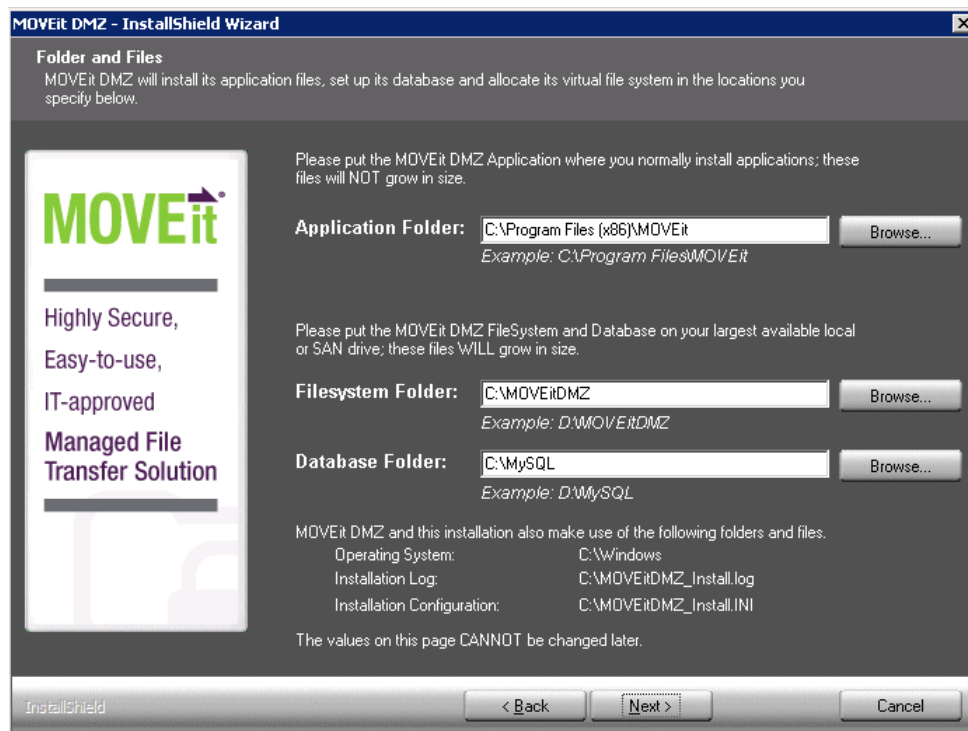 MOVEit DMZ - InstallShield Wizard
Folder and Files
MOVEit DMZ will install its application files, set up its database and allocate its virtual file system in the locations you
specify below.
MOVEit
Highly Secure,
Easy-to-use,
IT-approved
Managed File
Transfer Solution
Please put the MOVEit DMZ Application where you normally install applications; these
files will NOT grow in size.
Application Folder: C:\Program Files (x86)\MOVEit Browse...
Example: C:\Program Files\MOVEit
Please put the MOVEit DMZ FileSystem and Database on your largest available local
or SAN drive; these files WILL grow in size.
Filesystem Folder: C:\MOVEitDMZ Browse...
Example: D:\MOVEitDMZ
Database Folder: C:\MySQL Browse...
Example: D:\MySQL
MOVEit DMZ and this installation also make use of the following folders and files.
Operating System: C:\Windows
Installation Log: C:\MOVEitDMZ_Install.log
Installation Configuration: C:\MOVEitDMZ_Install.INI
The values on this page CANNOT be changed later.
InstallShield
< Back Next > Cancel